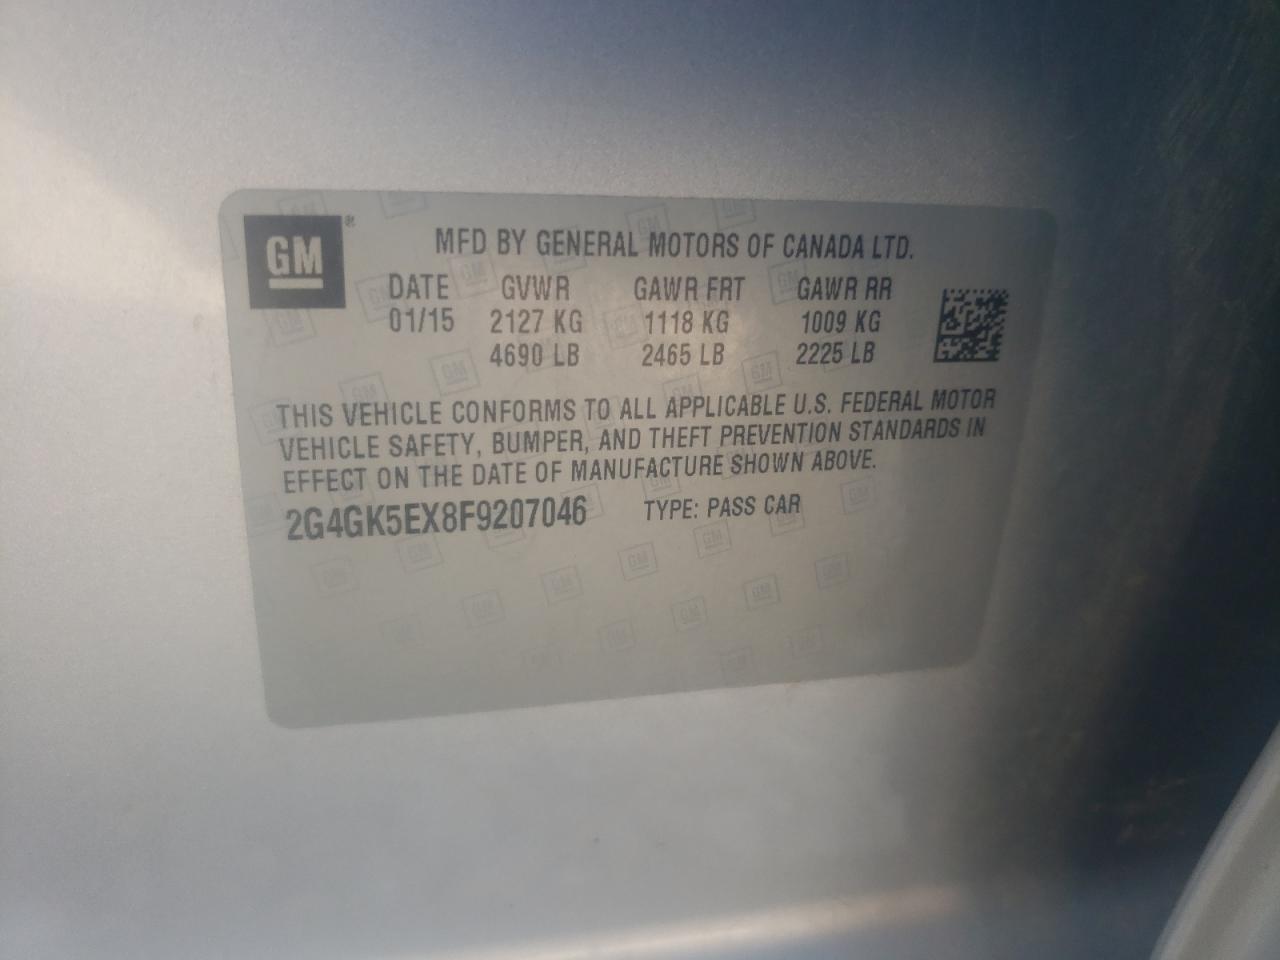 GM®
MFD BY GENERAL MOTORS OF CANADA LTD.
DATE GVWR GAWR FRT GAWR RR
01/15 2127 KG 1118 KG 1009 KG
4690 LB 2465 LB 2225 LB
THIS VEHICLE CONFORMS TO ALL APPLICABLE U.S. FEDERAL MOTOR
VEHICLE SAFETY, BUMPER, AND THEFT PREVENTION STANDARDS IN
EFFECT ON THE DATE OF MANUFACTURE SHOWN ABOVE.
2G4GK5EX8F9207046 TYPE: PASS CAR